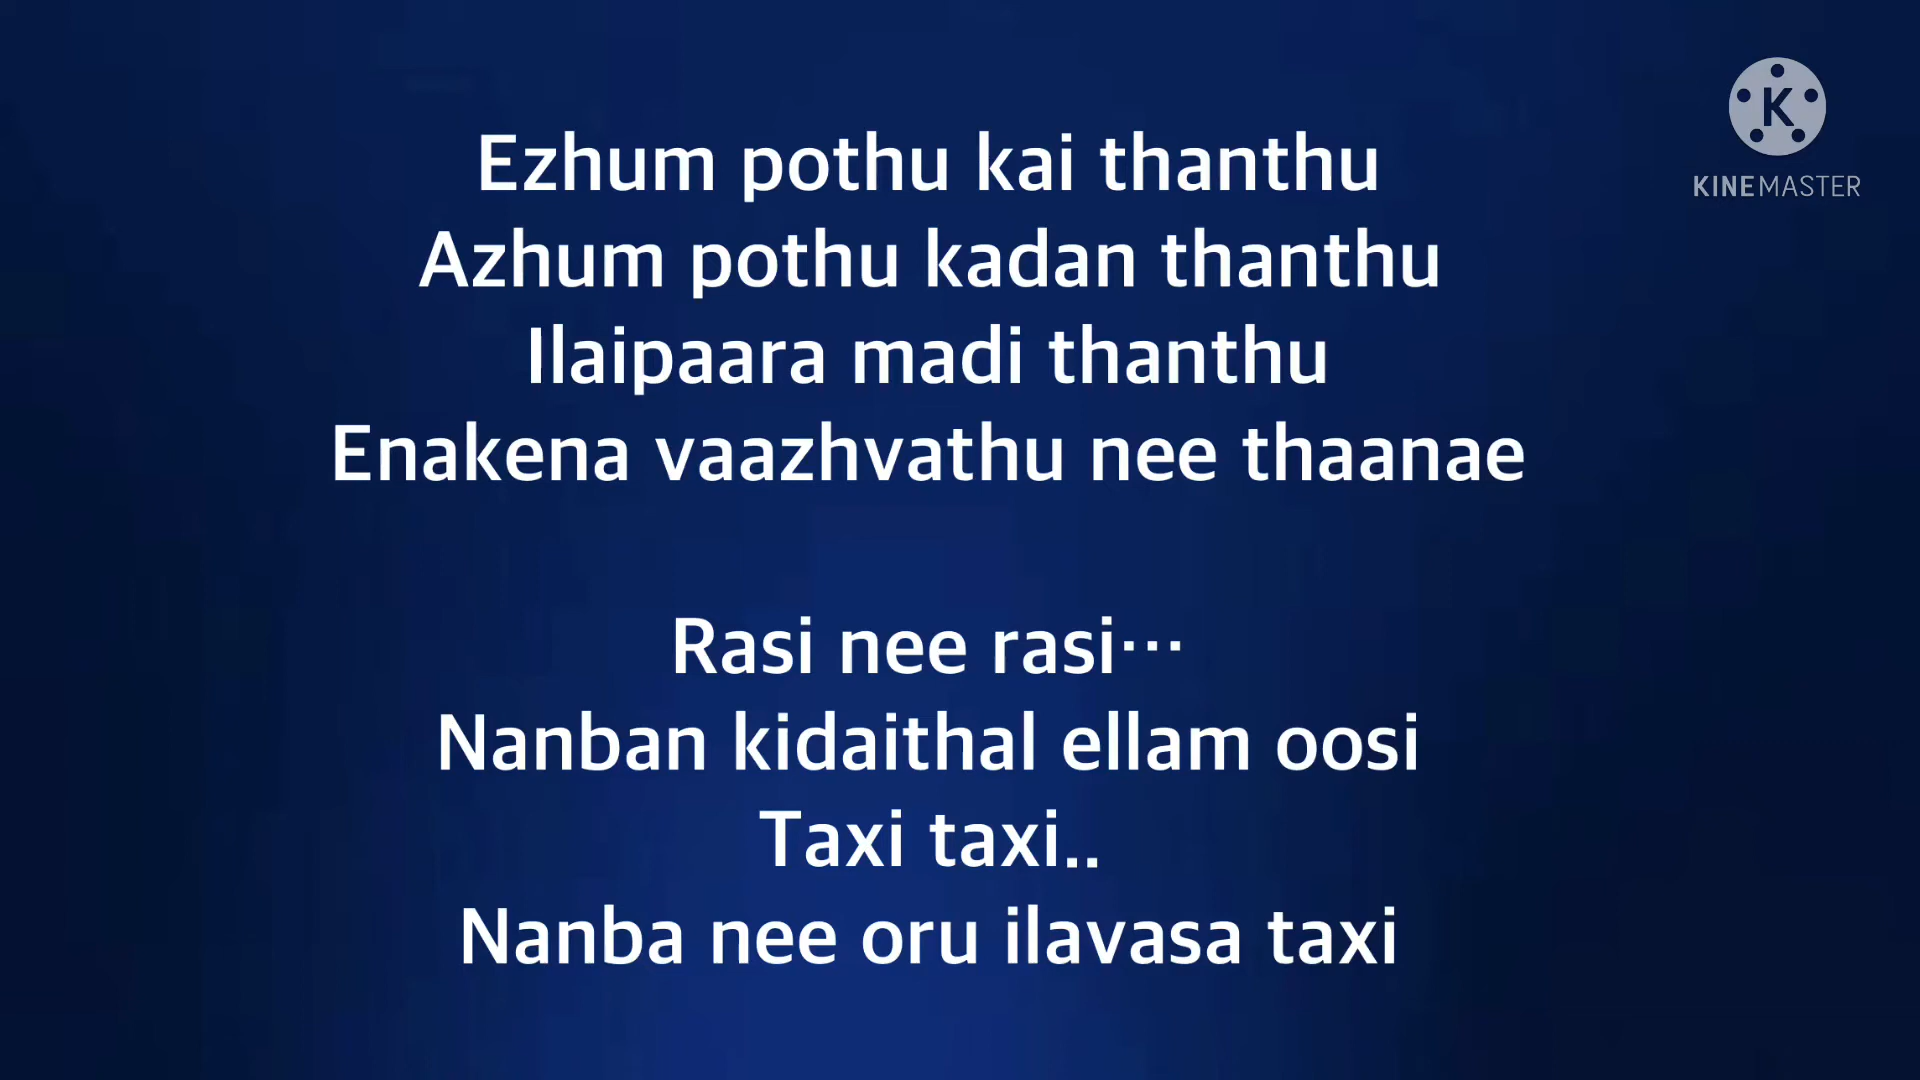 Ezhum pothu kai thanthu
Azhum pothu kadan thanthu
Ilaipaara madi thanthu
Enakena vaazhvathu nee thaanae
Rasi nee rasi···
Nanban kidaithal ellam oosi
Taxi taxi..
Nanba nee oru ilavasa taxi
K
KINEMASTER